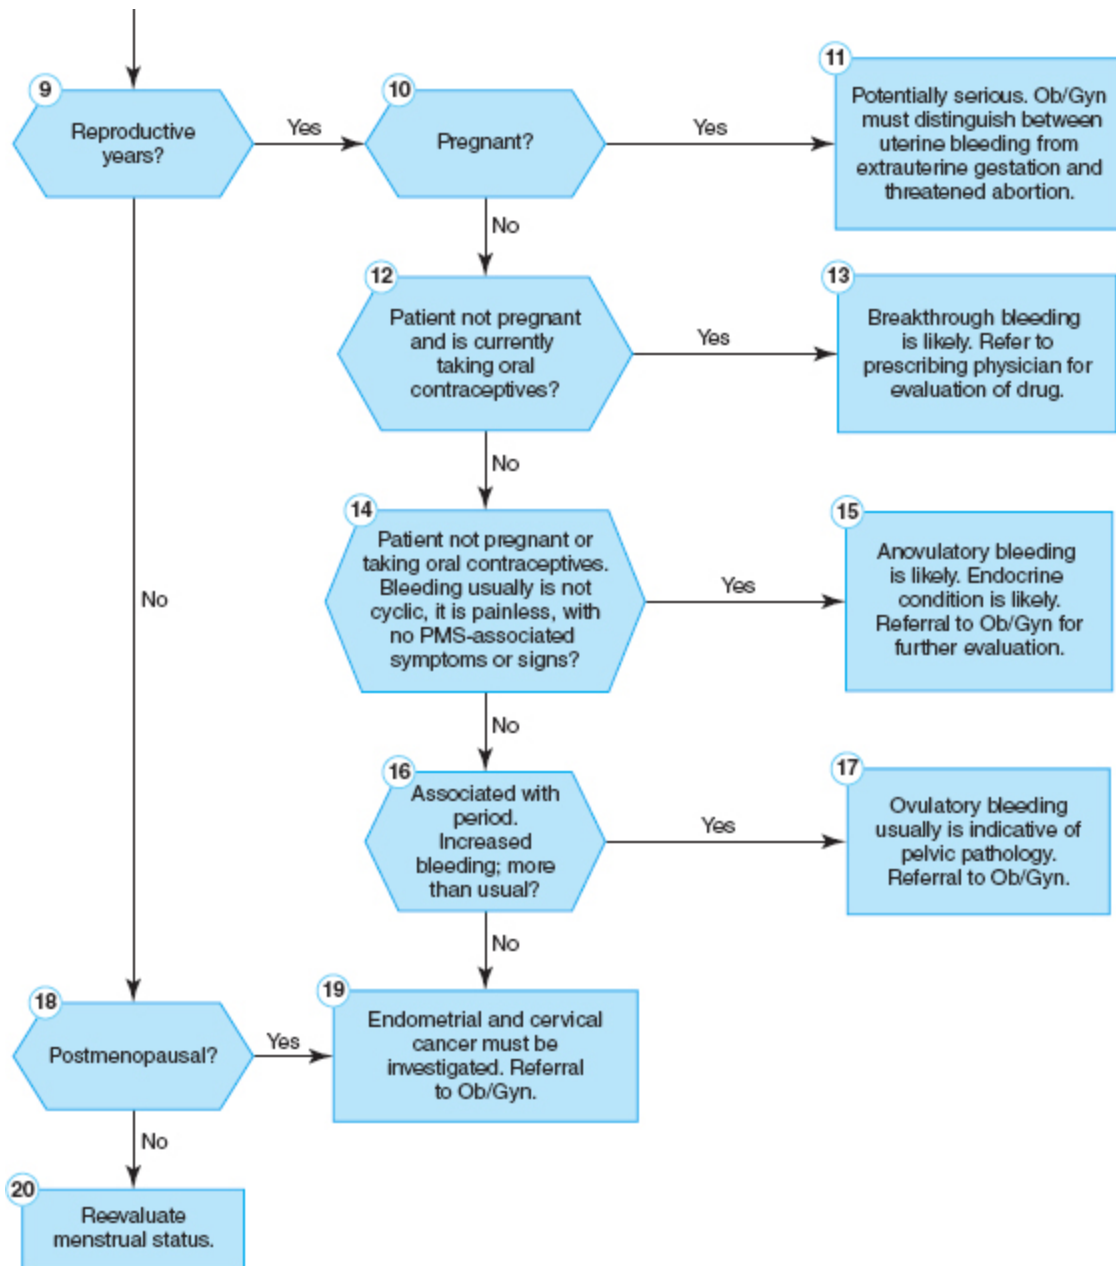 9
Reproductive
years?
Yes
10
Pregnant?
Yes
11
Potentially serious. Ob/Gyn
must distinguish between
uterine bleeding from
extrauterine gestation and
threatened abortion.
No
12
Patient not pregnant
and is currently
taking oral
contraceptives?
Yes
13
Breakthrough bleeding
is likely. Refer to
prescribing physician for
evaluation of drug.
No
14
Patient not pregnant or
taking oral contraceptives.
Bleeding usually is not
cyclic, it is painless, with
no PMS-associated
symptoms or signs?
Yes
15
Anovulatory bleeding
is likely. Endocrine
condition is likely.
Referral to Ob/Gyn for
further evaluation.
No
No
16
Associated with
period.
Increased
bleeding; more
than usual?
Yes
17
Ovulatory bleeding
usually is indicative of
pelvic pathology.
Referral to Ob/Gyn.
No
18
Postmenopausal?
Yes
19
Endometrial and cervical
cancer must be
investigated. Referral
to Ob/Gyn.
No
20
Reevaluate
menstrual status.